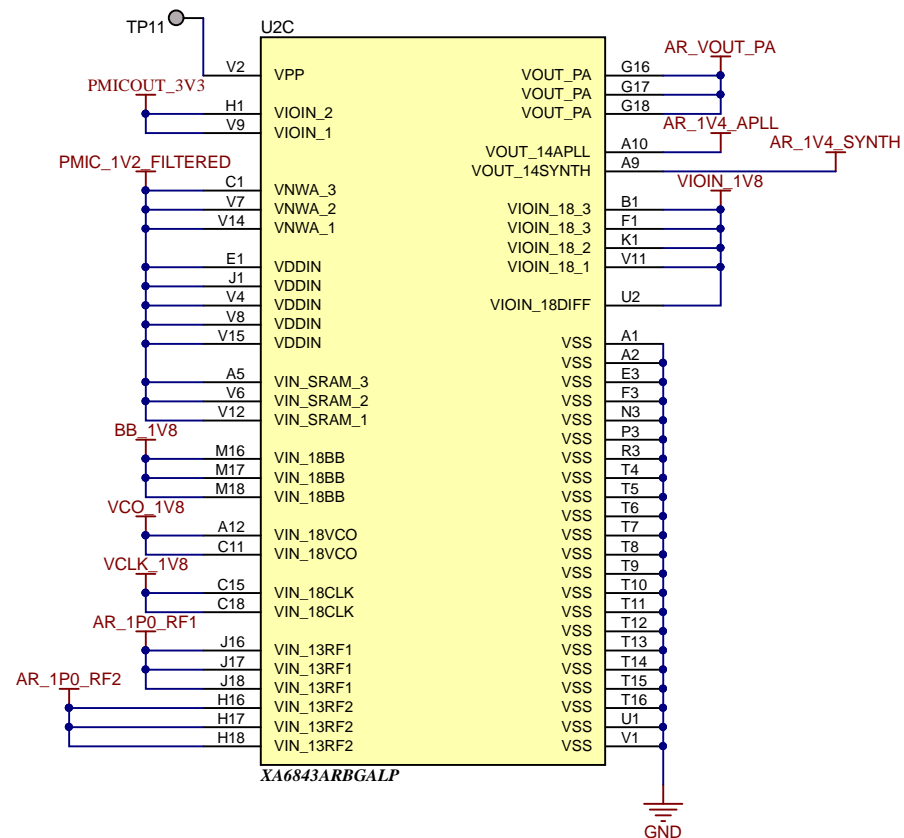 TP11
U2C
V2 VPP
PMICOUT_3V3
H1 VIOIN_2
V9 VIOIN_1
PMIC_1V2_FILTERED
C1 VNWA_3
V7 VNWA_2
V14 VNWA_1
E1 VDDIN
J1 VDDIN
V4 VDDIN
V8 VDDIN
V15 VDDIN
A5 VIN_SRAM_3
V6 VIN_SRAM_2
V12 VIN_SRAM_1
BB_1V8
M16 VIN_18BB
M17 VIN_18BB
M18 VIN_18BB
VCO_1V8
A12 VIN_18VCO
C11 VIN_18VCO
VCLK_1V8
C15 VIN_18CLK
C18 VIN_18CLK
AR_1P0_RF1
J16 VIN_13RF1
J17 VIN_13RF1
J18 VIN_13RF1
AR_1P0_RF2
H16 VIN_13RF2
H17 VIN_13RF2
H18 VIN_13RF2
AR_VOUT_PA
VOUT_PA G16
VOUT_PA G17
VOUT_PA G18
AR_1V4_APLL
VOUT_14APLL A10
AR_1V4_SYNTH
VOUT_14SYNTH A9
VIOIN_1V8
VIOIN_18_3 B1
VIOIN_18_3 F1
VIOIN_18_2 K1
VIOIN_18_1 V11
VIOIN_18DIFF U2
VSS A1
VSS A2
VSS E3
VSS F3
VSS N3
VSS P3
VSS R3
VSS T4
VSS T5
VSS T6
VSS T7
VSS T8
VSS T9
VSS T10
VSS T11
VSS T12
VSS T13
VSS T14
VSS T15
VSS T16
VSS U1
VSS V1
XA6843ARBGALP
GND